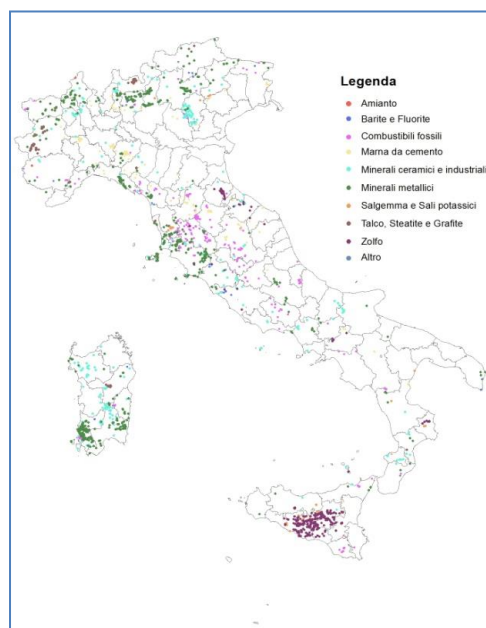 Legenda
Amianto
Barite e Fluorite
Combustibili fossili
Marna da cemento
Minerali ceramici e industriali
Minerali metallici
Salgemma e Sali potassici
Talco, Steatite e Grafite
Zolfo
Altro